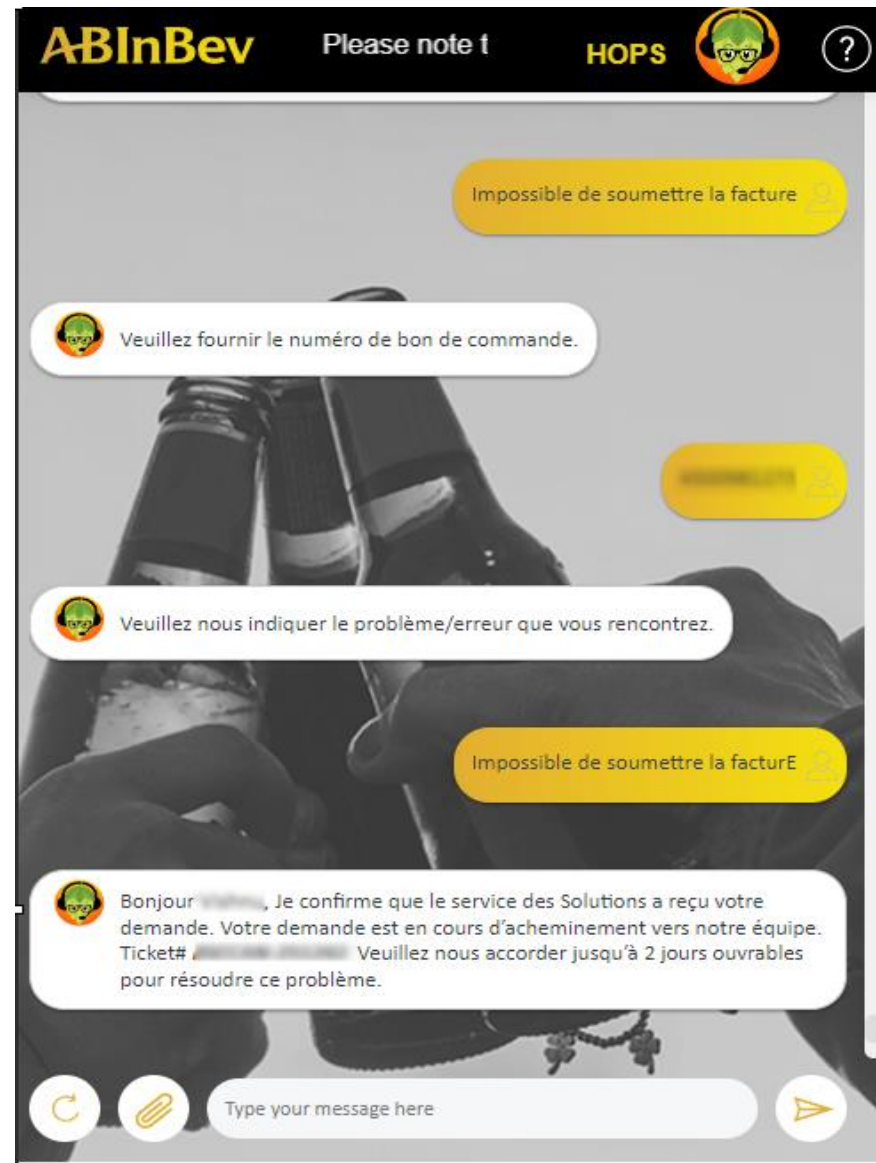 ABInBev
Please note t
HOPS
?
Impossible de soumettre la facture
Veuillez fournir le numéro de bon de commande.
Veuillez nous indiquer le problème/erreur que vous rencontrez.
Impossible de soumettre la facturE
Bonjour , Je confirme que le service des Solutions a reçu votre
demande. Votre demande est en cours d’acheminement vers notre équipe.
Ticket# Veuillez nous accorder jusqu’à 2 jours ouvrables
pour résoudre ce problème.
Type your message here